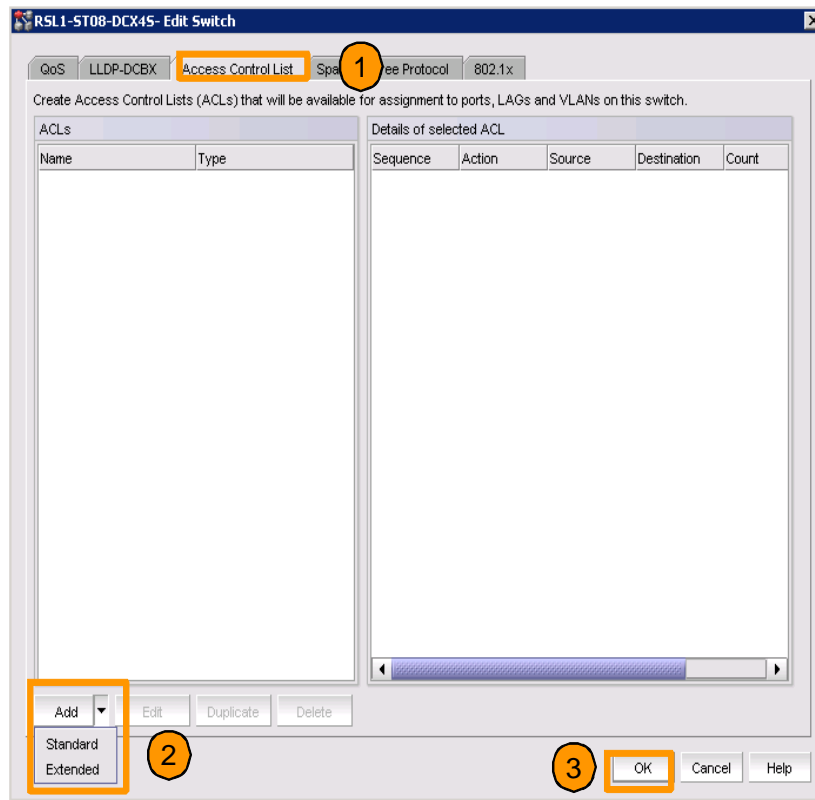 RSL1-ST08-DCX4S- Edit Switch
QoS LLDP-DCBX Access Control List Spa 1 ree Protocol 802.1x
Create Access Control Lists (ACLs) that will be available for assignment to ports, LAGs and VLANs on this switch.
ACLs Details of selected ACL
Name Type Sequence Action Source Destination Count
Add Edit Duplicate Delete
Standard
Extended
2
3 OK Cancel Help